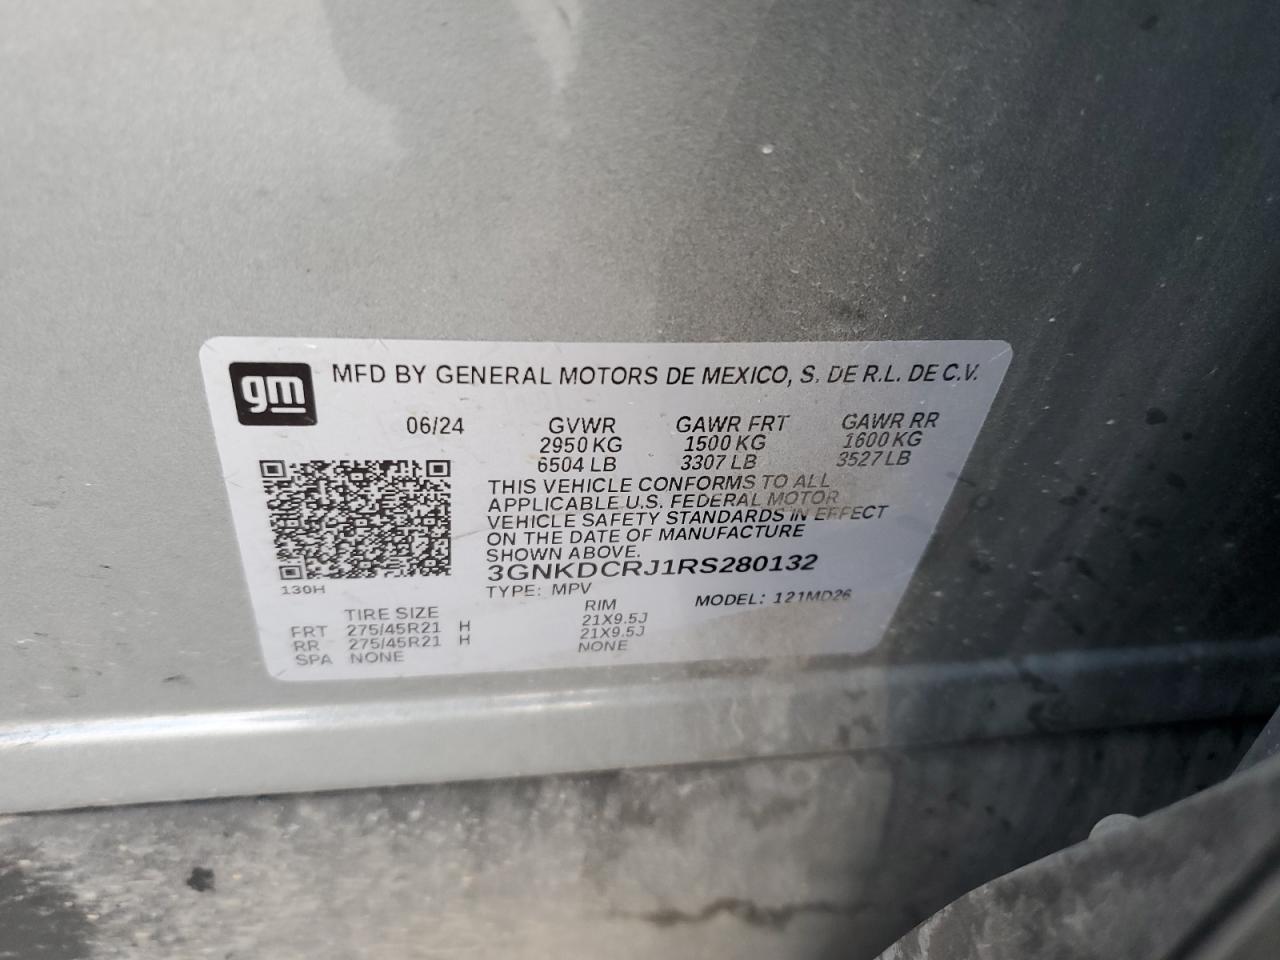 gm
MFD BY GENERAL MOTORS DE MEXICO, S. DE R.L. DE C.V.
06/24 GVWR GAWR FRT GAWR RR
2950 KG 1500 KG 1600 KG
6504 LB 3307 LB 3527 LB
THIS VEHICLE CONFORMS TO ALL
APPLICABLE U.S. FEDERAL MOTOR
VEHICLE SAFETY STANDARDS IN EFFECT
ON THE DATE OF MANUFACTURE
SHOWN ABOVE.
3GNKDCRJ1RS280132
130H
TYPE: MPV MODEL: 121MD26
TIRE SIZE RIM
FRT 275/45R21 H 21X9.5J
RR 275/45R21 H 21X9.5J
SPA NONE NONE